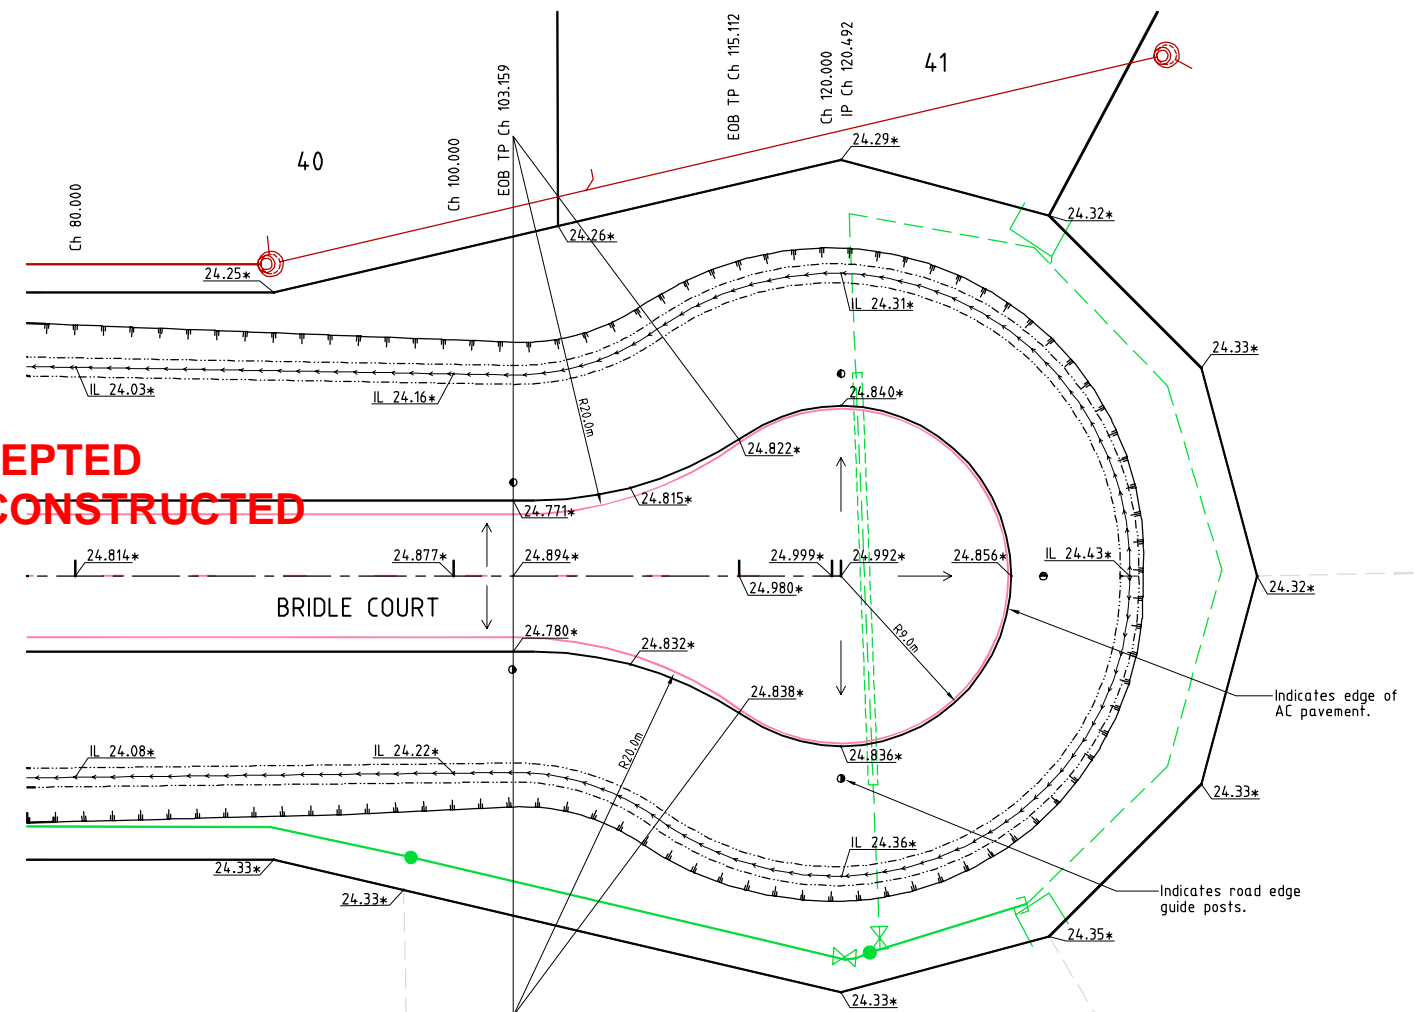 EOB TP Ch 115.112
Ch 120.000
IP Ch 120.492
41
EOB TP Ch 103.159
Ch 100.000
40
Ch 80.000
24.29*
24.32*
24.26*
24.25*
IL 24.31*
24.33*
IL 24.03*
IL 24.16*
R20.0m
24.840*
24.822*
EPTED
CONSTRUCTED
24.815*
24.771*
24.814*
24.877*
24.894*
24.999*
24.992*
24.856*
IL 24.43*
24.980*
24.32*
BRIDLE COURT
24.780*
24.832*
R9.0m
24.838*
Indicates edge of
AC pavement.
R20.0m
IL 24.08*
IL 24.22*
24.836*
24.33*
IL 24.36*
24.33*
24.33*
Indicates road edge
guide posts.
24.35*
24.33*